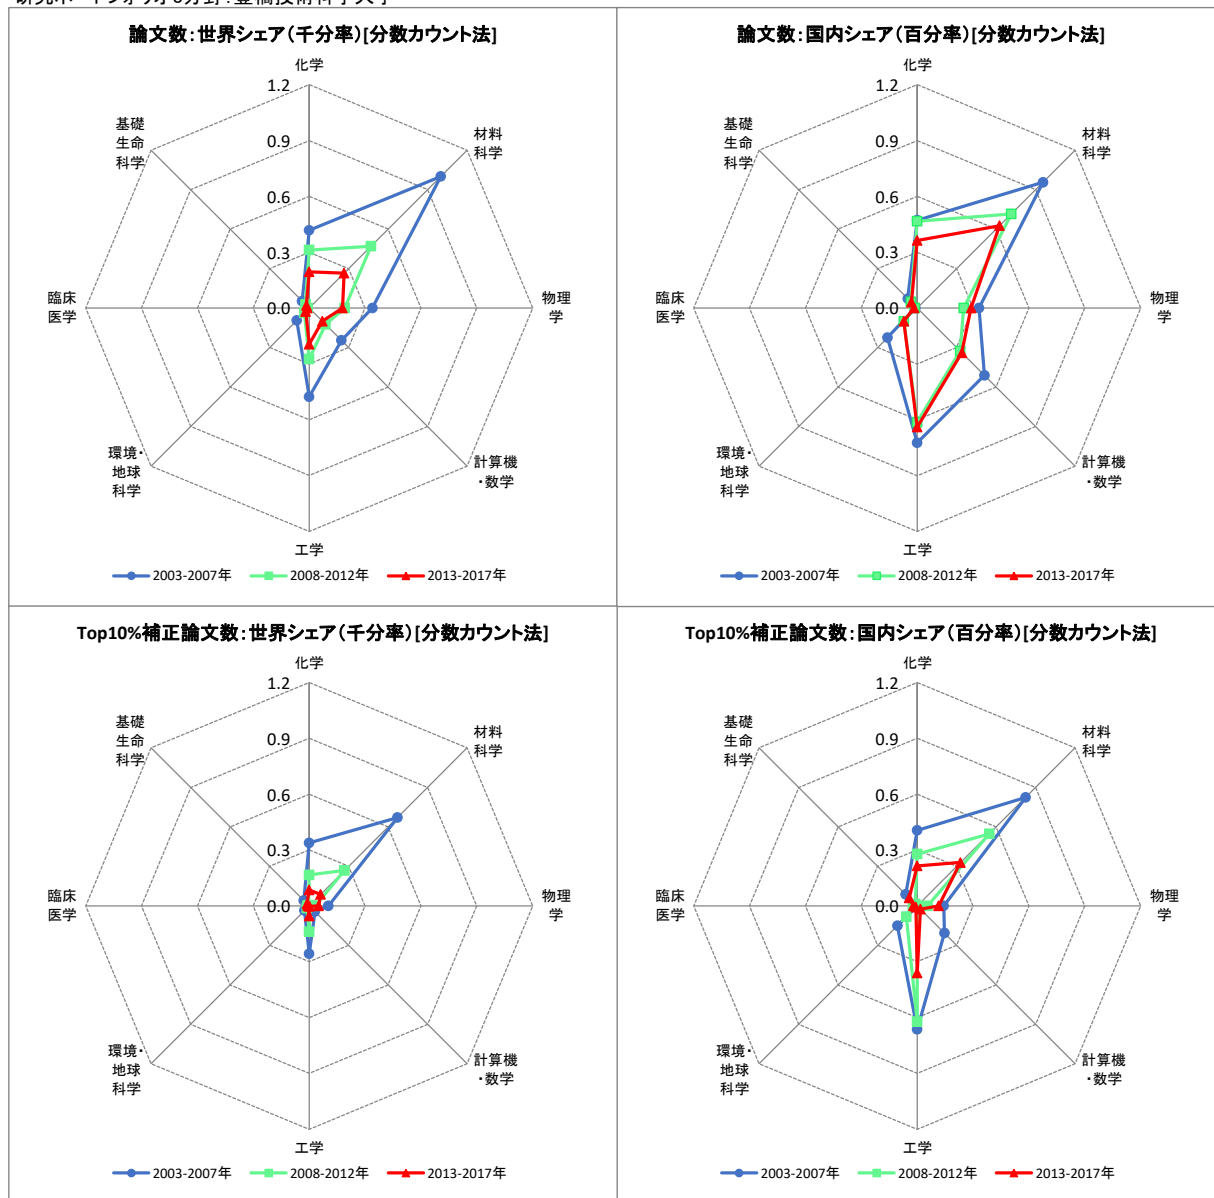 論文数:世界シェア(千分率)[分数カウント法]
化学
1.2
0.9
0.6
0.3
0.0
材料
科学
物理
学
計算機
・数学
工学
環境・
地球
科学
臨床
医学
基礎
生命
科学
2003-2007年 2008-2012年 2013-2017年
論文数:国内シェア(百分率)[分数カウント法]
化学
1.2
0.9
0.6
0.3
0.0
材料
科学
物理
学
計算機
・数学
工学
環境・
地球
科学
臨床
医学
基礎
生命
科学
2003-2007年 2008-2012年 2013-2017年
Top10%補正論文数:世界シェア(千分率)[分数カウント法]
化学
1.2
0.9
0.6
0.3
0.0
材料
科学
物理
学
計算機
・数学
工学
環境・
地球
科学
臨床
医学
基礎
生命
科学
2003-2007年 2008-2012年 2013-2017年
Top10%補正論文数:国内シェア(百分率)[分数カウント法]
化学
1.2
0.9
0.6
0.3
0.0
材料
科学
物理
学
計算機
・数学
工学
環境・
地球
科学
臨床
医学
基礎
生命
科学
2003-2007年 2008-2012年 2013-2017年